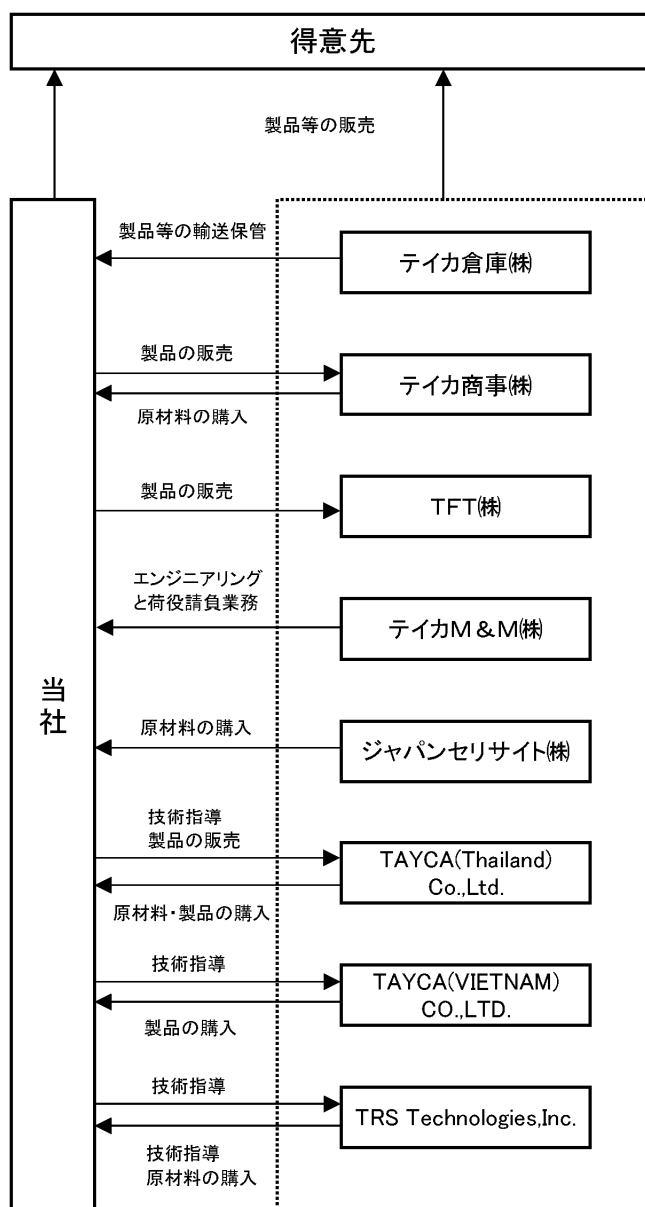 得意先
製品等の販売
製品等の輸送保管
テイカ倉庫㈱
製品の販売
テイカ商事㈱
原材料の購入
製品の販売
TFT㈱
エンジニアリング
と荷役請負業務
テイカM&M㈱
当社
原材料の購入
ジャパンセリサイト㈱
技術指導
製品の販売
TAYCA(Thailand)
Co.,Ltd.
原材料・製品の購入
技術指導
TAYCA(VIETNAM)
CO.,LTD.
製品の購入
技術指導
TRS Technologies,Inc.
技術指導
原材料の購入